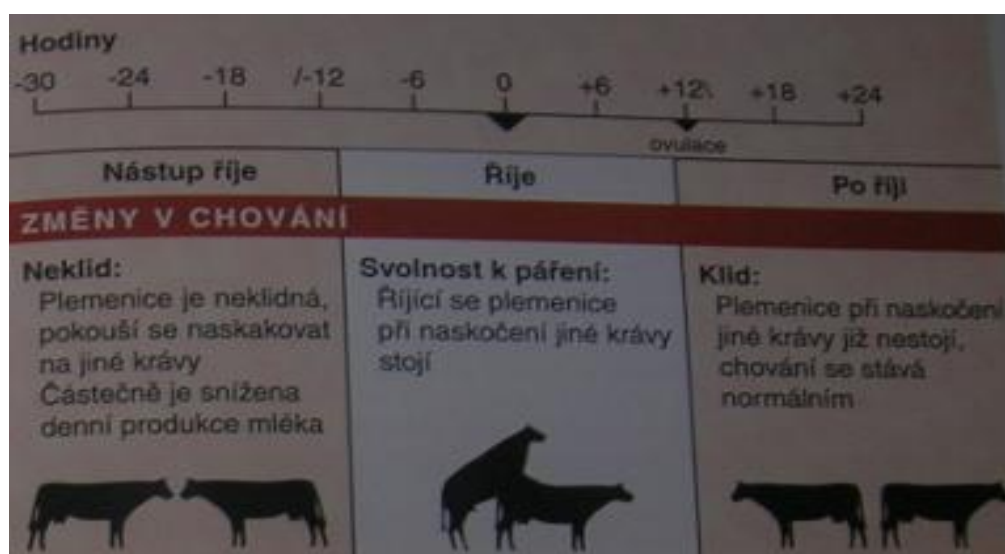 Hodiny
-30 -24 -18 /-12 -6 0 +6 +12\ +18 +24
ovulace
Nástup říje
Říje
Po říji
ZMĚNY V CHOVÁNÍ
Neklid:
Plemenice je neklidná,
pokouší se naskakovat
na jiné krávy
Částečně je snížena
denní produkce mléka
Svolnost k páření:
Říjící se plemenice
při naskočení jiné krávy
stojí
Klid:
Plemenice při naskočení
jiné krávy již nestojí,
chování se stává
normálním